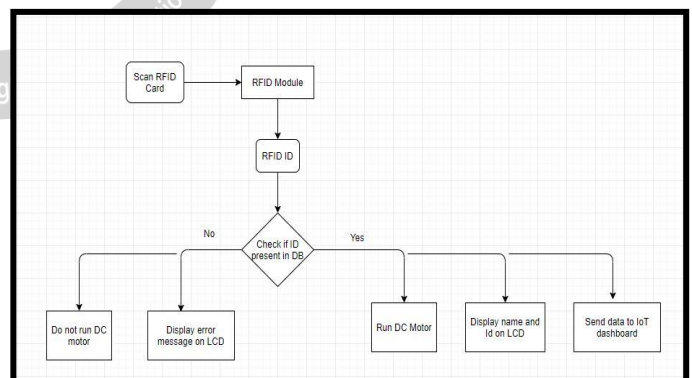 Scan RFID
Card
RFID Module
RFID ID
No
Yes
Check if ID
present in DB
Do not run DC
motor
Display error
message on LCD
Run DC Motor
Display name and
Id on LCD
Send data to IoT
dashboard